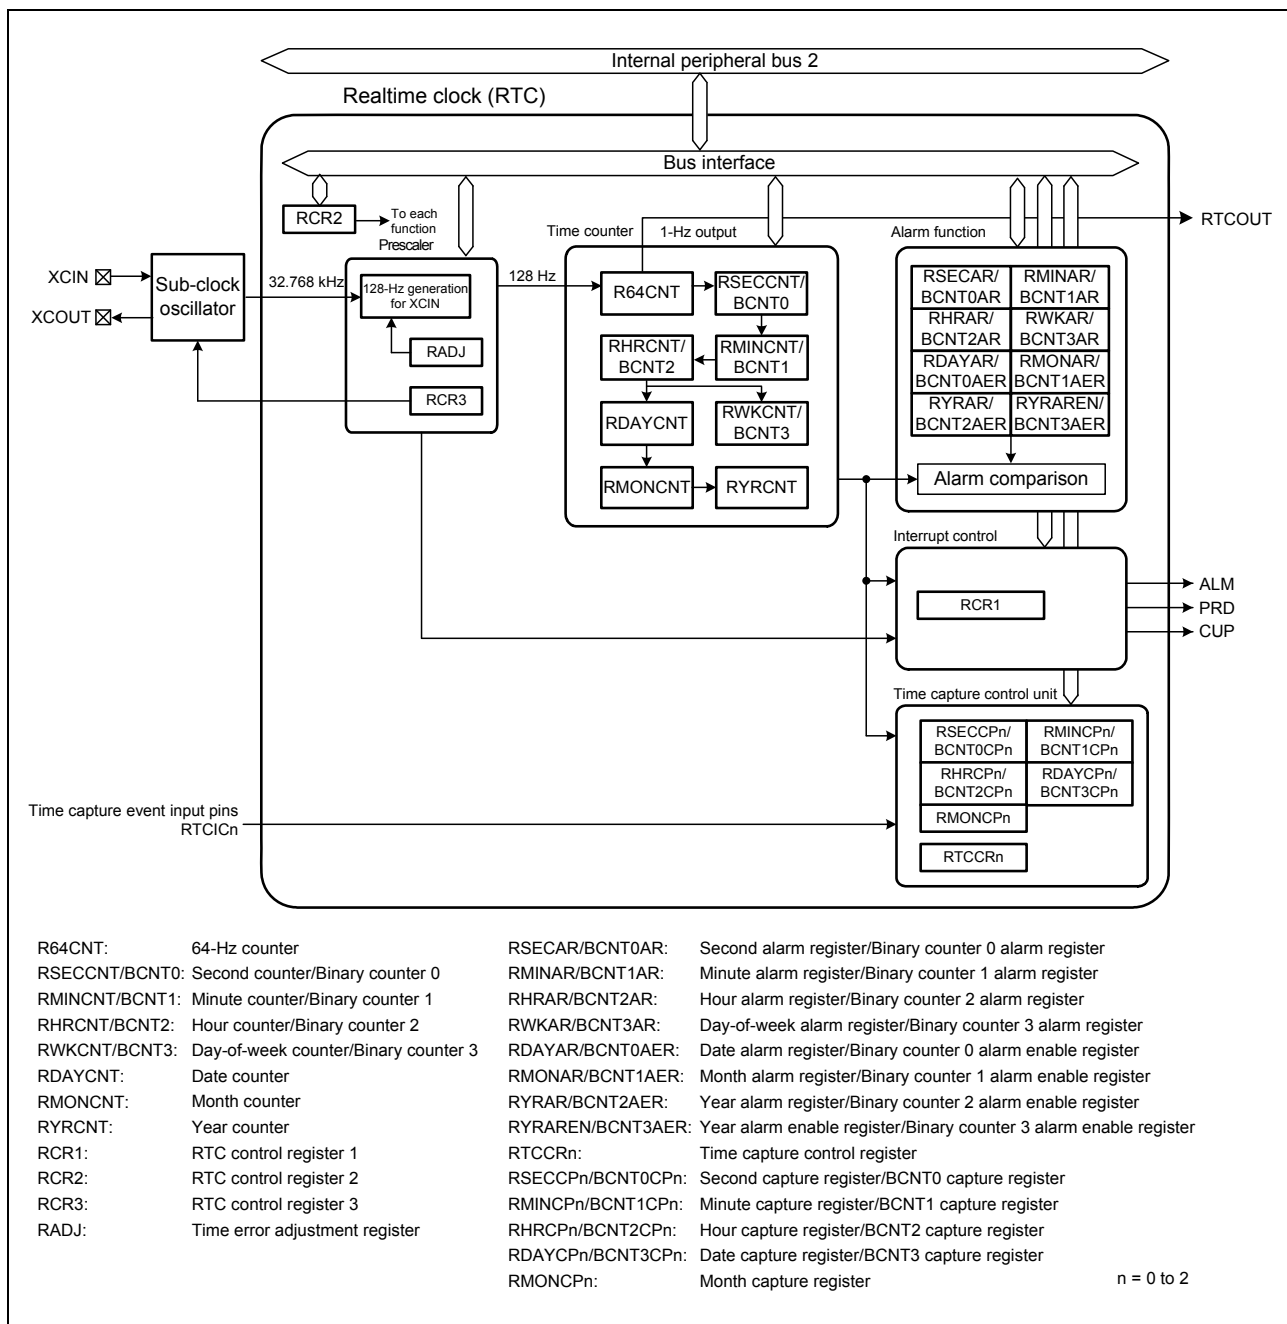 Internal peripheral bus 2
Realtime clock (RTC)
Bus interface
RCR2
To each
function
Prescaler
Time counter
1-Hz output
Alarm function
RTCOUT
XCIN
XCOUT
Sub-clock
oscillator
32.768 kHz
128-Hz generation
for XCIN
RADJ
RCR3
128 Hz
R64CNT
RSECCNT/
BCNT0
RHRCNT/
BCNT2
RMINCNT/
BCNT1
RDAYCNT
RWKCNT/
BCNT3
RMONCNT
RYRCNT
RSECAR/
BCNT0AR
RMINAR/
BCNT1AR
RHRAR/
BCNT2AR
RWKAR/
BCNT3AR
RDAYAR/
BCNT0AER
RMONAR/
BCNT1AER
RYRAR/
BCNT2AER
RYRAREN/
BCNT3AER
Alarm comparison
Interrupt control
RCR1
ALM
PRD
CUP
Time capture control unit
RSECCPn/
BCNT0CPn
RMINCPn/
BCNT1CPn
RHRCPn/
BCNT2CPn
RDAYCPn/
BCNT3CPn
RMONCPn
RTCCRn
Time capture event input pins
RTCICn
R64CNT: 64-Hz counter
RSECCNT/BCNT0: Second counter/Binary counter 0
RMINCNT/BCNT1: Minute counter/Binary counter 1
RHRCNT/BCNT2: Hour counter/Binary counter 2
RWKCNT/BCNT3: Day-of-week counter/Binary counter 3
RDAYCNT: Date counter
RMONCNT: Month counter
RYRCNT: Year counter
RCR1: RTC control register 1
RCR2: RTC control register 2
RCR3: RTC control register 3
RADJ: Time error adjustment register
RSECAR/BCNT0AR: Second alarm register/Binary counter 0 alarm register
RMINAR/BCNT1AR: Minute alarm register/Binary counter 1 alarm register
RHRAR/BCNT2AR: Hour alarm register/Binary counter 2 alarm register
RWKAR/BCNT3AR: Day-of-week alarm register/Binary counter 3 alarm register
RDAYAR/BCNT0AER: Date alarm register/Binary counter 0 alarm enable register
RMONAR/BCNT1AER: Month alarm register/Binary counter 1 alarm enable register
RYRAR/BCNT2AER: Year alarm register/Binary counter 2 alarm enable register
RYRAREN/BCNT3AER: Year alarm enable register/Binary counter 3 alarm enable register
RTCCRn: Time capture control register
RSECCPn/BCNT0CPn: Second capture register/BCNT0 capture register
RMINCPn/BCNT1CPn: Minute capture register/BCNT1 capture register
RHRCPn/BCNT2CPn: Hour capture register/BCNT2 capture register
RDAYCPn/BCNT3CPn: Date capture register/BCNT3 capture register
RMONCPn: Month capture register
n = 0 to 2